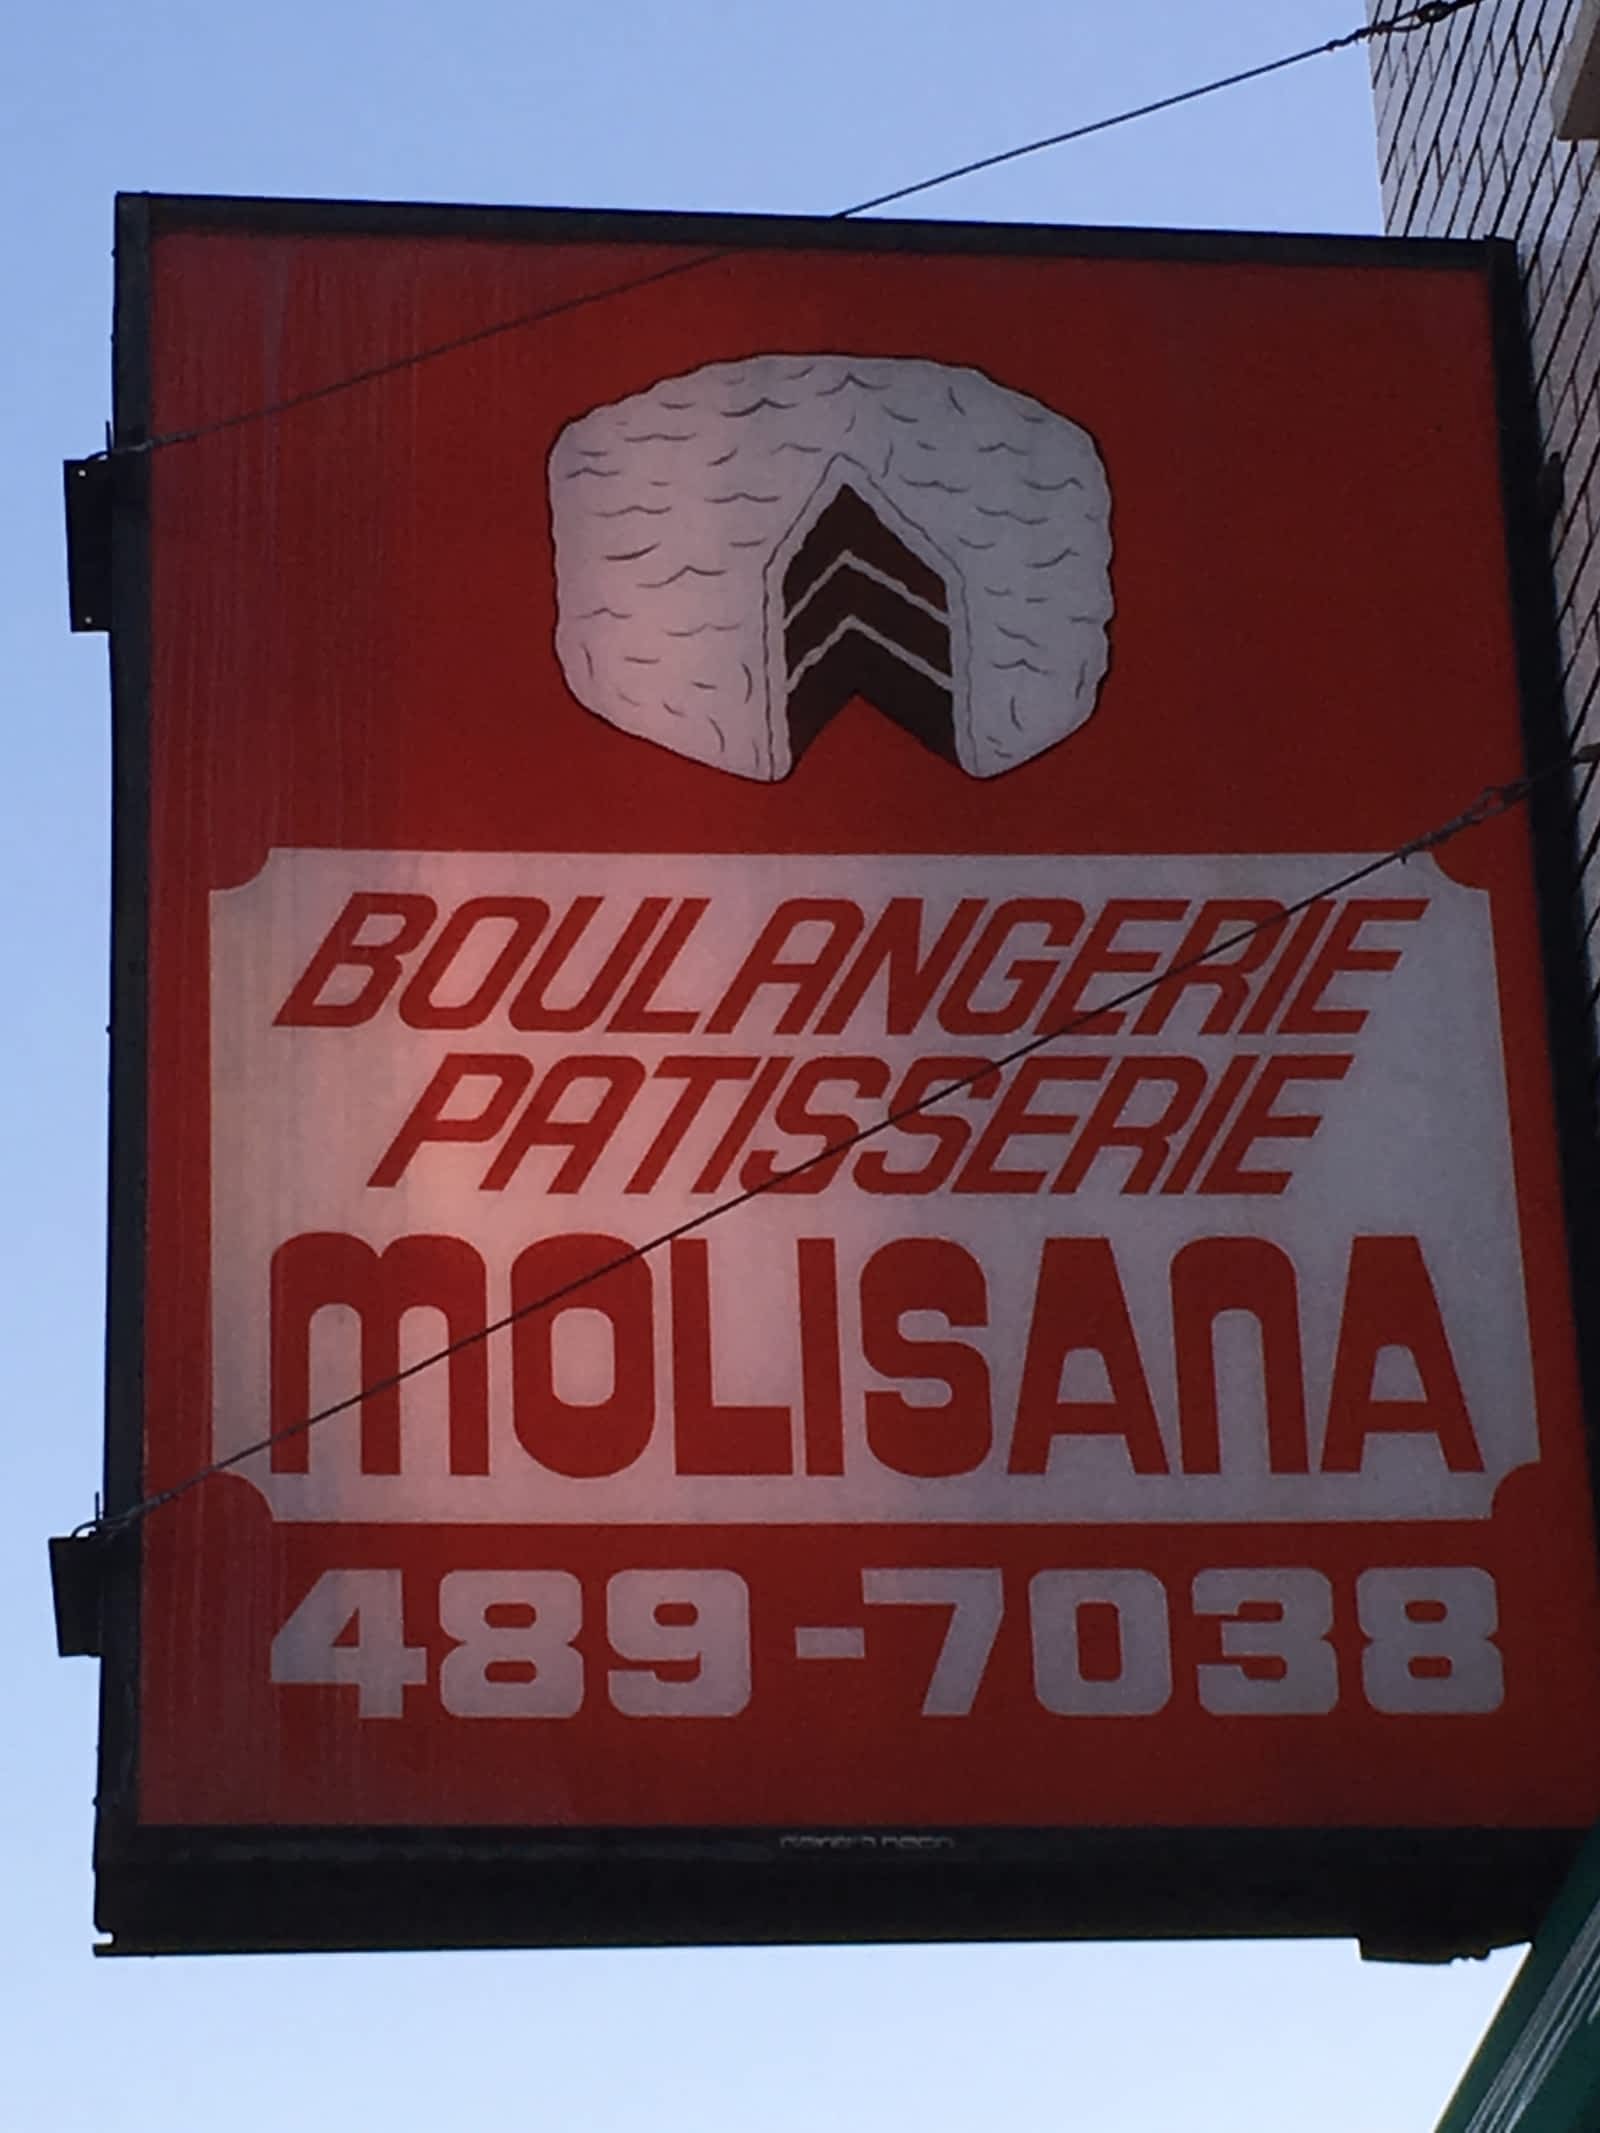 BOULANGERIE
PATISSERIE
MOLISANA
489-7038